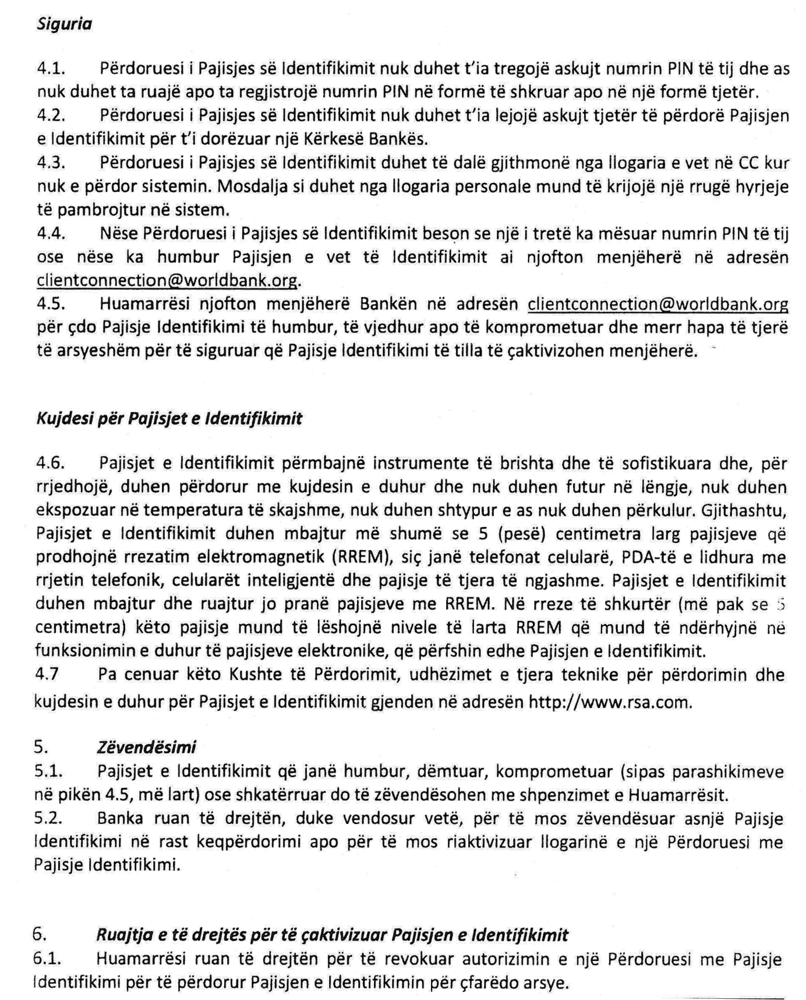 Siguria
4.1. Përdoruesi i Pajisjes së Identifikimit nuk duhet t’ia tregojë askujt numrin PIN të tij dhe as
nuk duhet ta ruajë apo ta regjistrojë numrin PIN në formë të shkruar apo në një formë tjetër.
4.2. Përdoruesi i Pajisjes së Identifikimit nuk duhet t’ia lejojë askujt tjetër të përdorë Pajisjen
e Identifikimit për t’i dorëzuar një Kërkesë Bankës.
4.3. Përdoruesi i Pajisjes së Identifikimit duhet të dalë gjithmonë nga llogaria e vet në CC kur
nuk e përdor sistemin. Mosdalja si duhet nga llogaria personale mund të krijojë një rrugë hyrjeje
të pambrojtur në sistem.
4.4. Nëse Përdoruesi i Pajisjes së Identifikimit beson se një i tretë ka mësuar numrin PIN të tij
ose nëse ka humbur Pajisjen e vet të Identifikimit ai njofton menjëherë në adresën
clientconnection@worldbank.org.
4.5. Huamarrësi njofton menjëherë Bankën në adresën clientconnection@worldbank.org
për çdo Pajisje Identifikimi të humbur, të vjedhur apo të komprometuar dhe merr hapa të tjerë
të arsyeshëm për të siguruar që Pajisje Identifikimi të tilla të çaktivizohen menjëherë.
Kujdesi për Pajisjet e Identifikimit
4.6. Pajisjet e Identifikimit përmbajnë instrumente të brishta dhe të sofistikuara dhe, për
rrjedhojë, duhen përdorur me kujdesin e duhur dhe nuk duhen futur në lëngje, nuk duhen
ekspozuar në temperatura të skajshme, nuk duhen shtypur e as nuk duhen përkulur. Gjithashtu,
Pajisjet e Identifikimit duhen mbajtur më shumë se 5 (pesë) centimetra larg pajisjeve që
prodhojnë rrezatim elektromagnetik (RREM), siç janë telefonat celularë, PDA-të e lidhura me
rrjetin telefonik, celularët inteligjentë dhe pajisje të tjera të ngjashme. Pajisjet e Identifikimit
duhen mbajtur dhe ruajtur jo pranë pajisjeve me RREM. Në rreze të shkurtër (më pak se 5
centimetra) këto pajisje mund të lëshojnë nivele të larta RREM që mund të ndërhyjnë në
funksionimin e duhur të pajisjeve elektronike, që përfshin edhe Pajisjen e Identifikimit.
4.7 Pa cenuar këto Kushte të Përdorimit, udhëzimet e tjera teknike për përdorimin dhe
kujdesin e duhur për Pajisjet e Identifikimit gjenden në adresën http://www.rsa.com.
5. Zëvendësimi
5.1. Pajisjet e Identifikimit që janë humbur, dëmtuar, komprometuar (sipas parashikimeve
në pikën 4.5, më lart) ose shkatërruar do të zëvendësohen me shpenzimet e Huamarrësit.
5.2. Banka ruan të drejtën, duke vendosur vetë, për të mos zëvendësuar asnjë Pajisje
Identifikimi në rast keqpërdorimi apo për të mos riaktivizuar llogarinë e një Përdoruesi me
Pajisje Identifikimi.
6. Ruajtja e të drejtës për të çaktivizuar Pajisjen e Identifikimit
6.1. Huamarrësi ruan të drejtën për të revokuar autorizimin e një Përdoruesi me Pajisje
Identifikimi për të përdorur Pajisjen e Identifikimin për çfarëdo arsye.